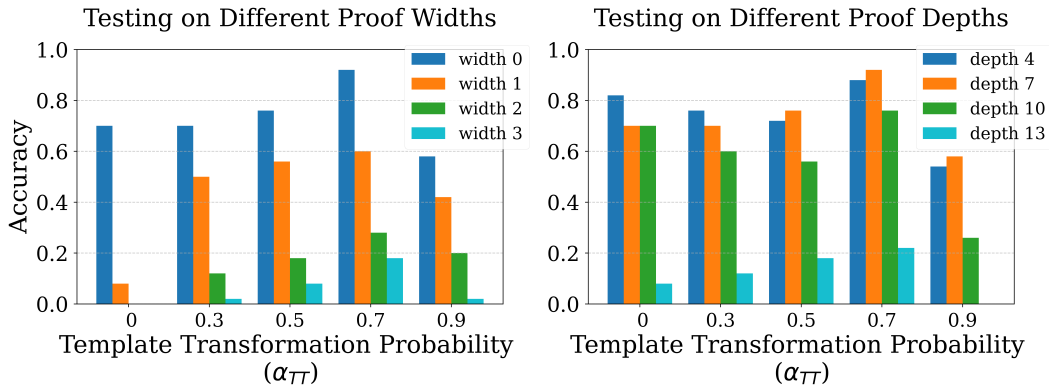 Testing on Different Proof Widths
1.0
0.8
0.6
0.4
0.2
0.0
Accuracy
width 0
width 1
width 2
width 3
0 0.3 0.5 0.7 0.9
Template Transformation Probability
(α_TT)
Testing on Different Proof Depths
1.0
0.8
0.6
0.4
0.2
0.0
depth 4
depth 7
depth 10
depth 13
0 0.3 0.5 0.7 0.9
Template Transformation Probability
(α_TT)